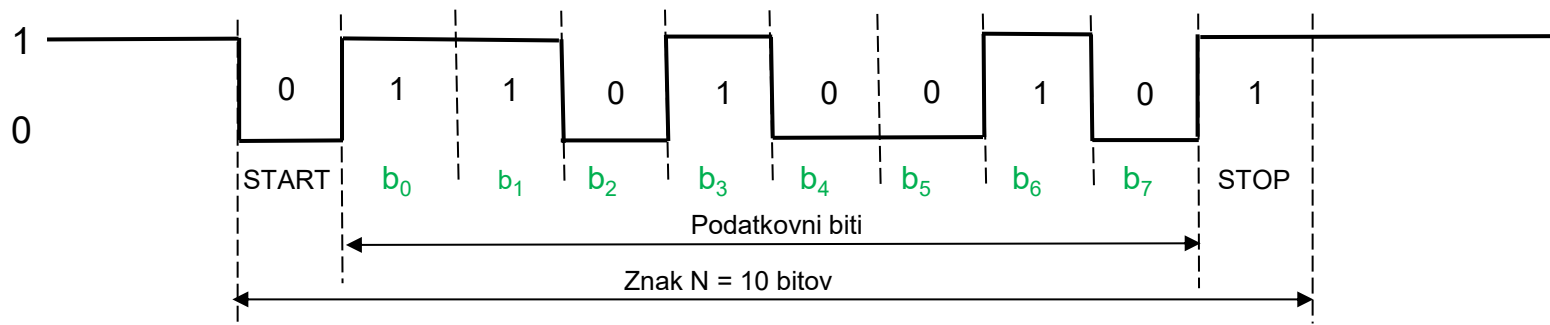 1
0 1 1 0 1 0 0 1 0 1
0
START b₀ b₁ b₂ b₃ b₄ b₅ b₆ b₇ STOP
Podatkovni biti
Znak N = 10 bitov